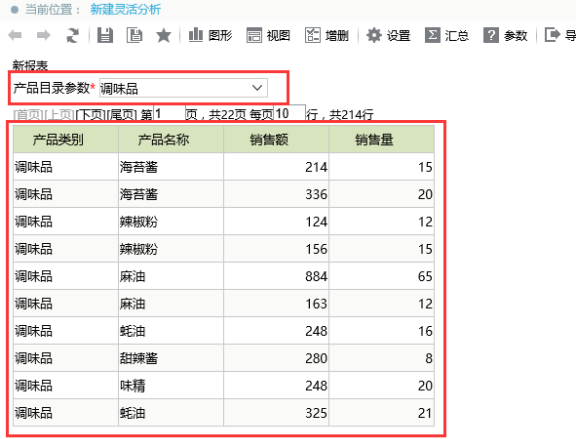 当前位置： 新建灵活分析
图形 视图 增删 设置 Σ 汇总 ? 参数 导
新报表
产品目录参数* 调味品
[首页][上页][下页][尾页] 第1 页，共22页 每页10 行，共214行
产品类别 产品名称 销售额 销售量
调味品 海苔酱 214 15
调味品 海苔酱 336 20
调味品 辣椒粉 124 12
调味品 辣椒粉 156 15
调味品 麻油 884 65
调味品 麻油 163 12
调味品 蚝油 248 16
调味品 甜辣酱 280 8
调味品 味精 248 20
调味品 蚝油 325 21